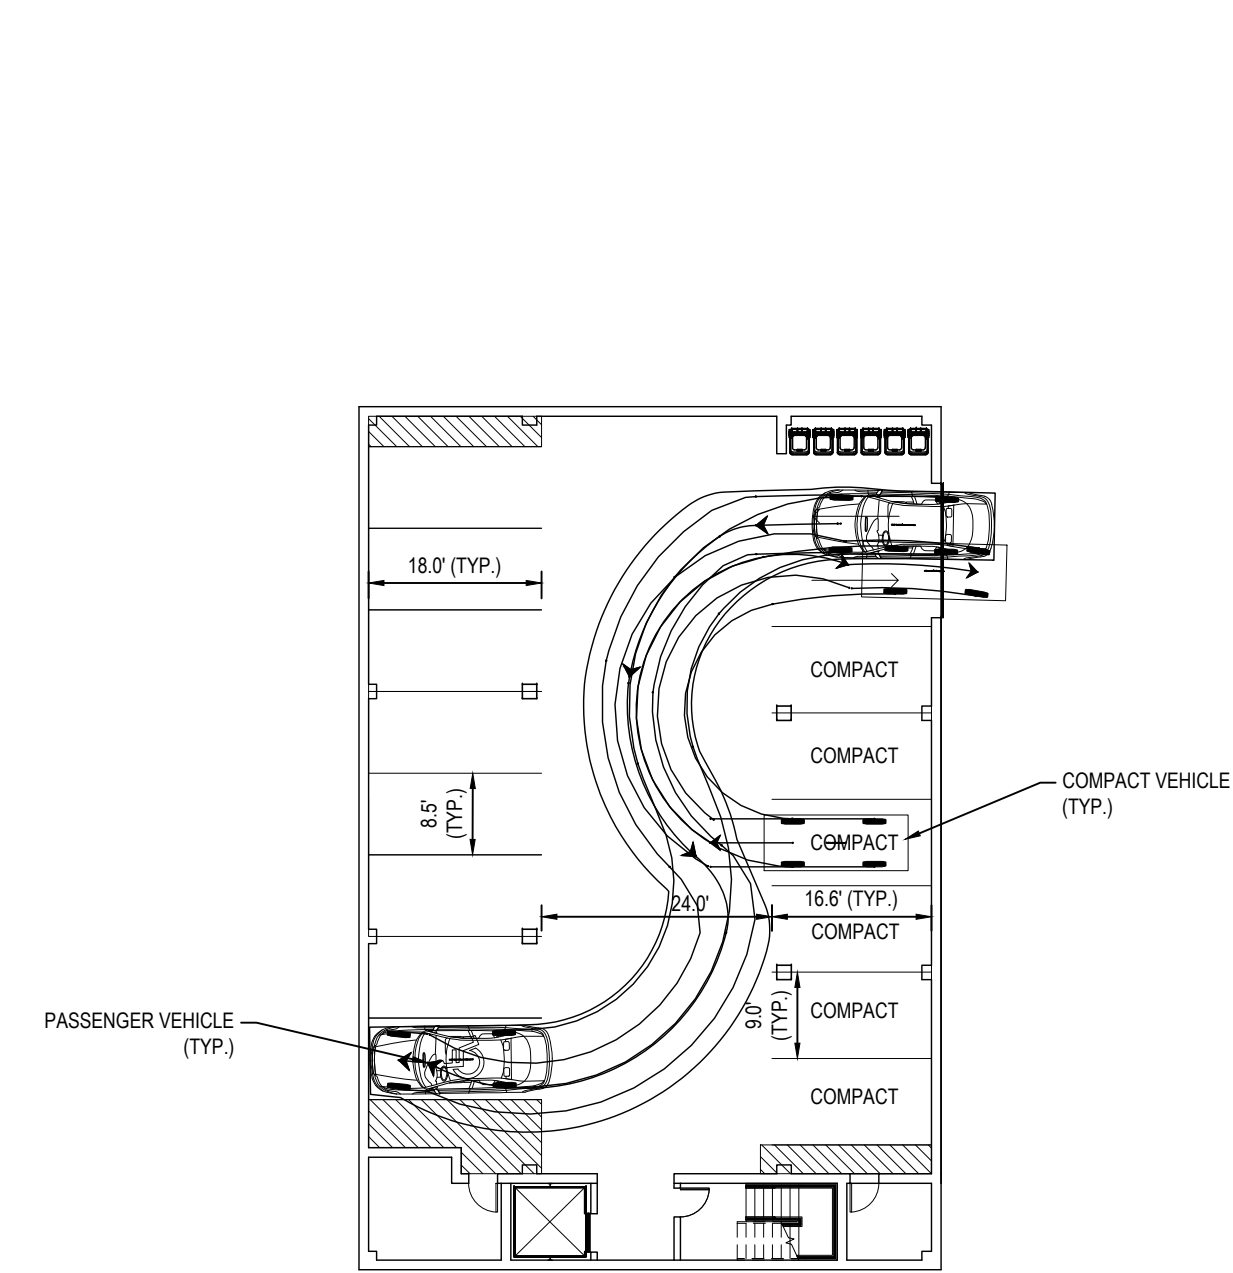 18.0' (TYP.)
COMPACT
COMPACT
COMPACT VEHICLE
(TYP.)
8.5'
(TYP.)
COMPACT
24.0'
16.6' (TYP.)
COMPACT
PASSENGER VEHICLE
(TYP.)
9.0'
(TYP.)
COMPACT
COMPACT